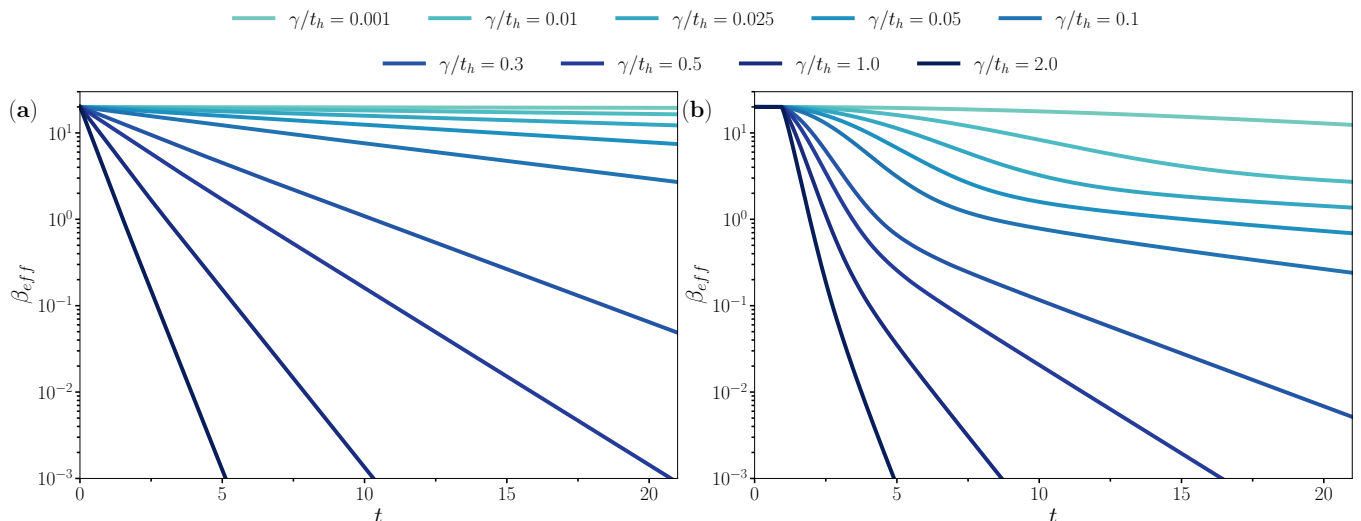 γ/t_h = 0.001 γ/t_h = 0.01 γ/t_h = 0.025 γ/t_h = 0.05 γ/t_h = 0.1
γ/t_h = 0.3 γ/t_h = 0.5 γ/t_h = 1.0 γ/t_h = 2.0
(a)
β_eff
10^1
10^0
10^−1
10^−2
10^−3
0 5 10 15 20
t
(b)
β_eff
10^1
10^0
10^−1
10^−2
10^−3
0 5 10 15 20
t